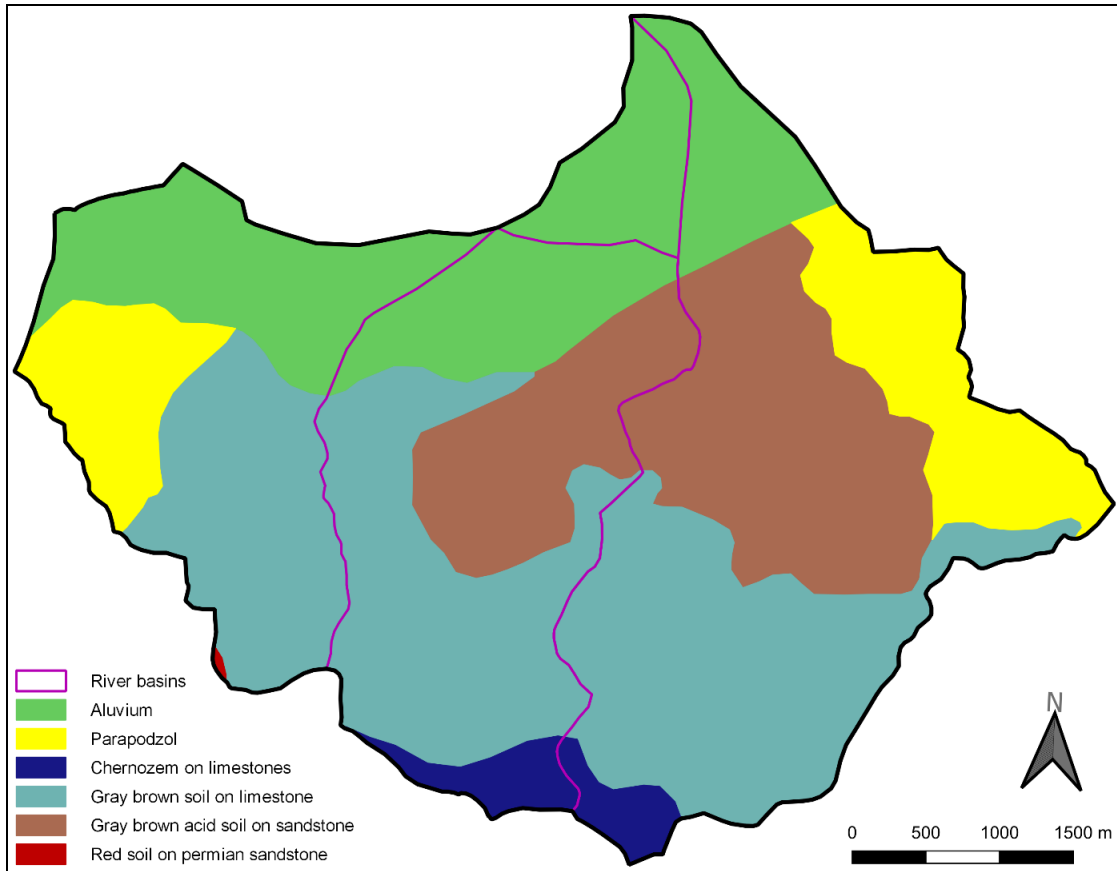 River basins
Aluvium
Parapodzol
Chernozem on limestones
Gray brown soil on limestone
Gray brown acid soil on sandstone
Red soil on permian sandstone
N
0 500 1000 1500 m